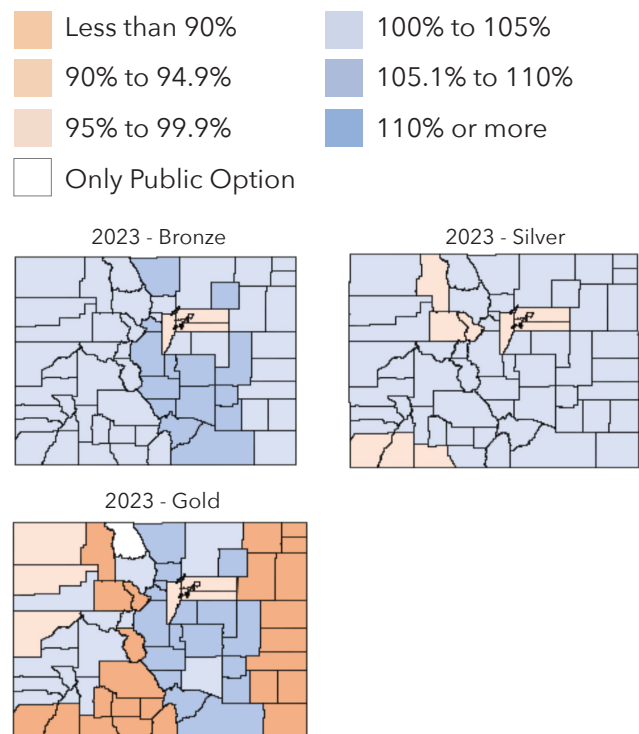 Less than 90%
100% to 105%
90% to 94.9%
105.1% to 110%
95% to 99.9%
110% or more
Only Public Option
2023 - Bronze
2023 - Silver
2023 - Gold